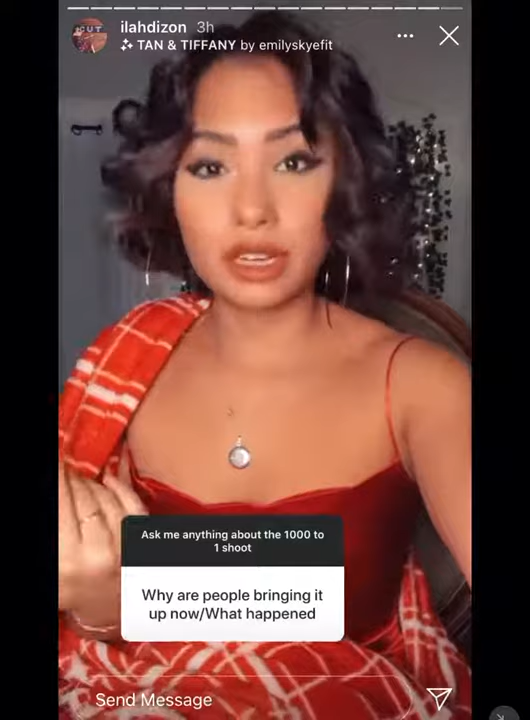 ilahdizon 3h
TAN & TIFFANY by emilyskyefit
Ask me anything about the 1000 to
1 shoot
Why are people bringing it
up now/What happened
Send Message